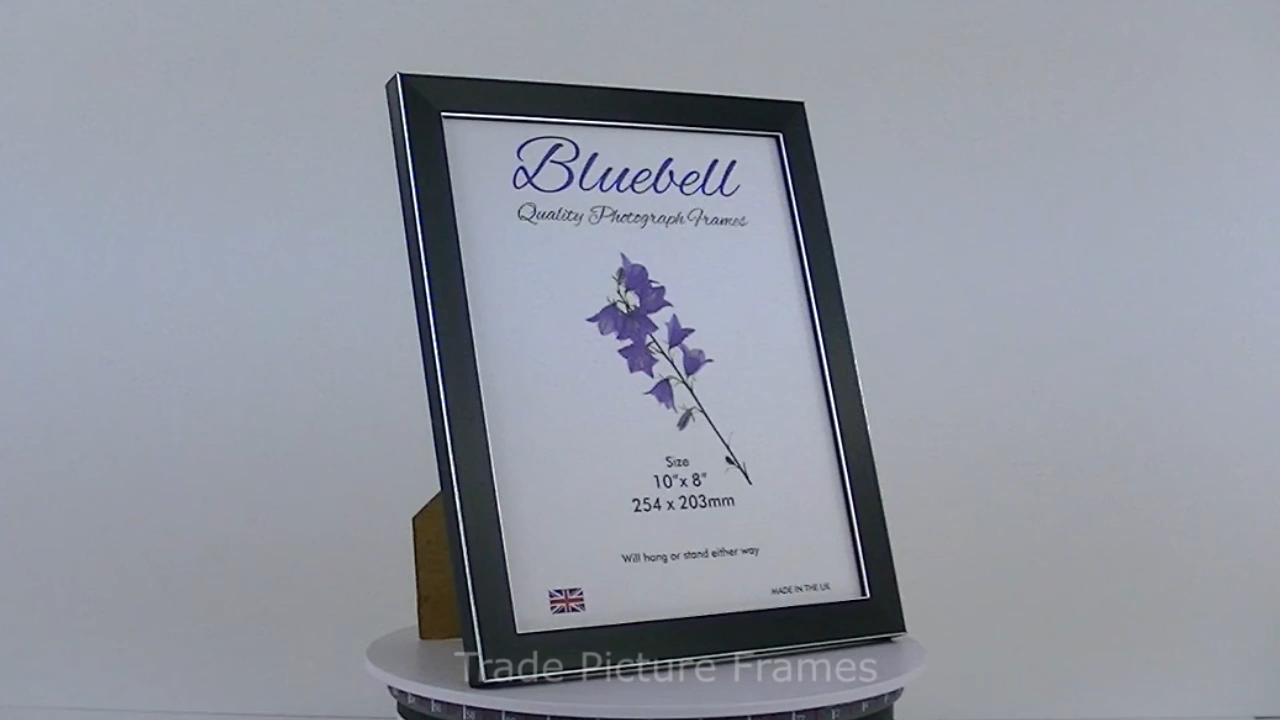 Bluebell
Quality Photograph Frames
Size
10"x 8"
254 x 203mm
Will hang or stand either way
MADE IN THE UK
Trade Picture Frames